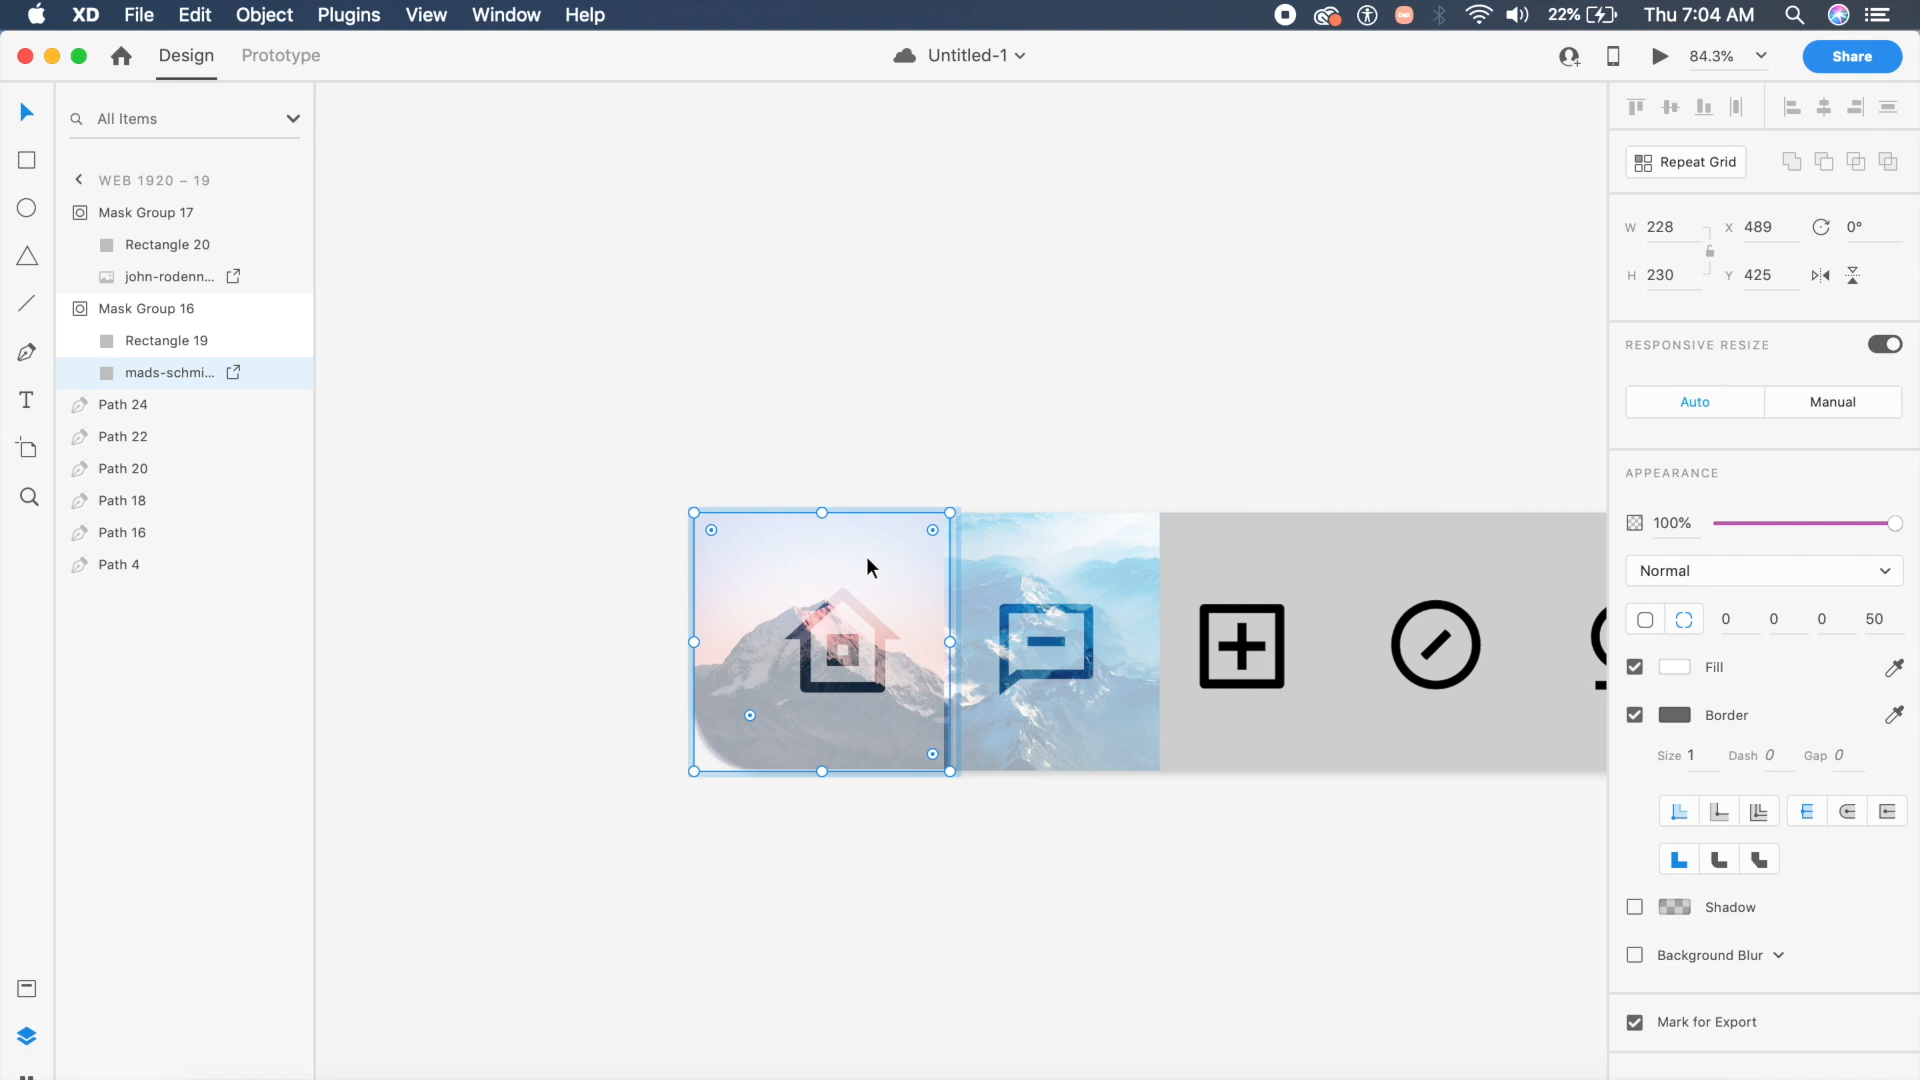 XD File Edit Object Plugins View Window Help 22% Thu 7:04 AM
Design Prototype Untitled-1 84.3% Share
All Items
WEB 1920 – 19
Mask Group 17
Rectangle 20
john-rodenn...
Mask Group 16
Rectangle 19
mads-schmi...
Path 24
Path 22
Path 20
Path 18
Path 16
Path 4
Repeat Grid
W 228 X 489 0°
H 230 Y 425
RESPONSIVE RESIZE
Auto Manual
APPEARANCE
100%
Normal
0 0 0 50
Fill
Border
Size 1 Dash 0 Gap 0
Shadow
Background Blur
Mark for Export